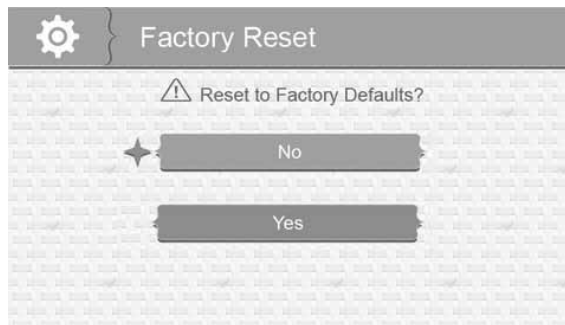 Factory Reset
Reset to Factory Defaults?
No
Yes